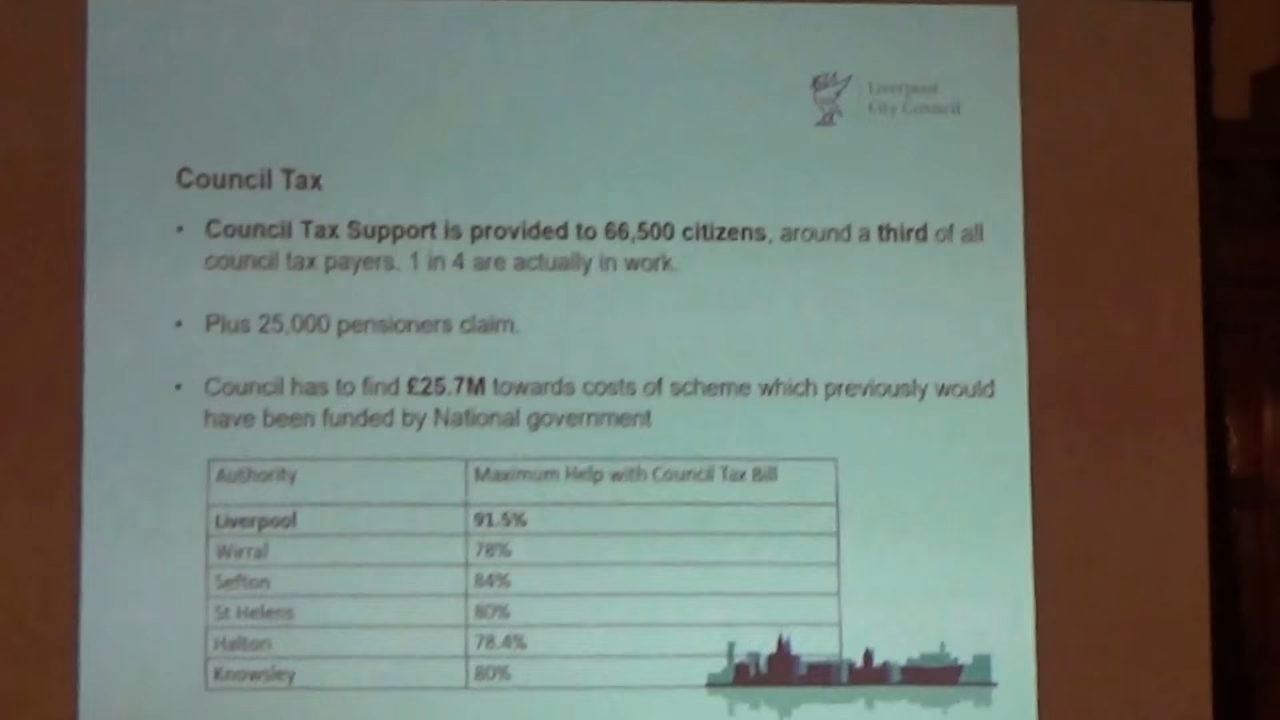 Liverpool
City Council
Council Tax
• Council Tax Support is provided to 66,500 citizens, around a third of all
council tax payers. 1 in 4 are actually in work.
• Plus 25,000 pensioners claim.
• Council has to find £25.7M towards costs of scheme which previously would
have been funded by National government
Authority Maximum Help with Council Tax Bill
Liverpool 91.5%
Wirral 78%
Sefton 84%
St Helens 80%
Halton 78.4%
Knowsley 80%